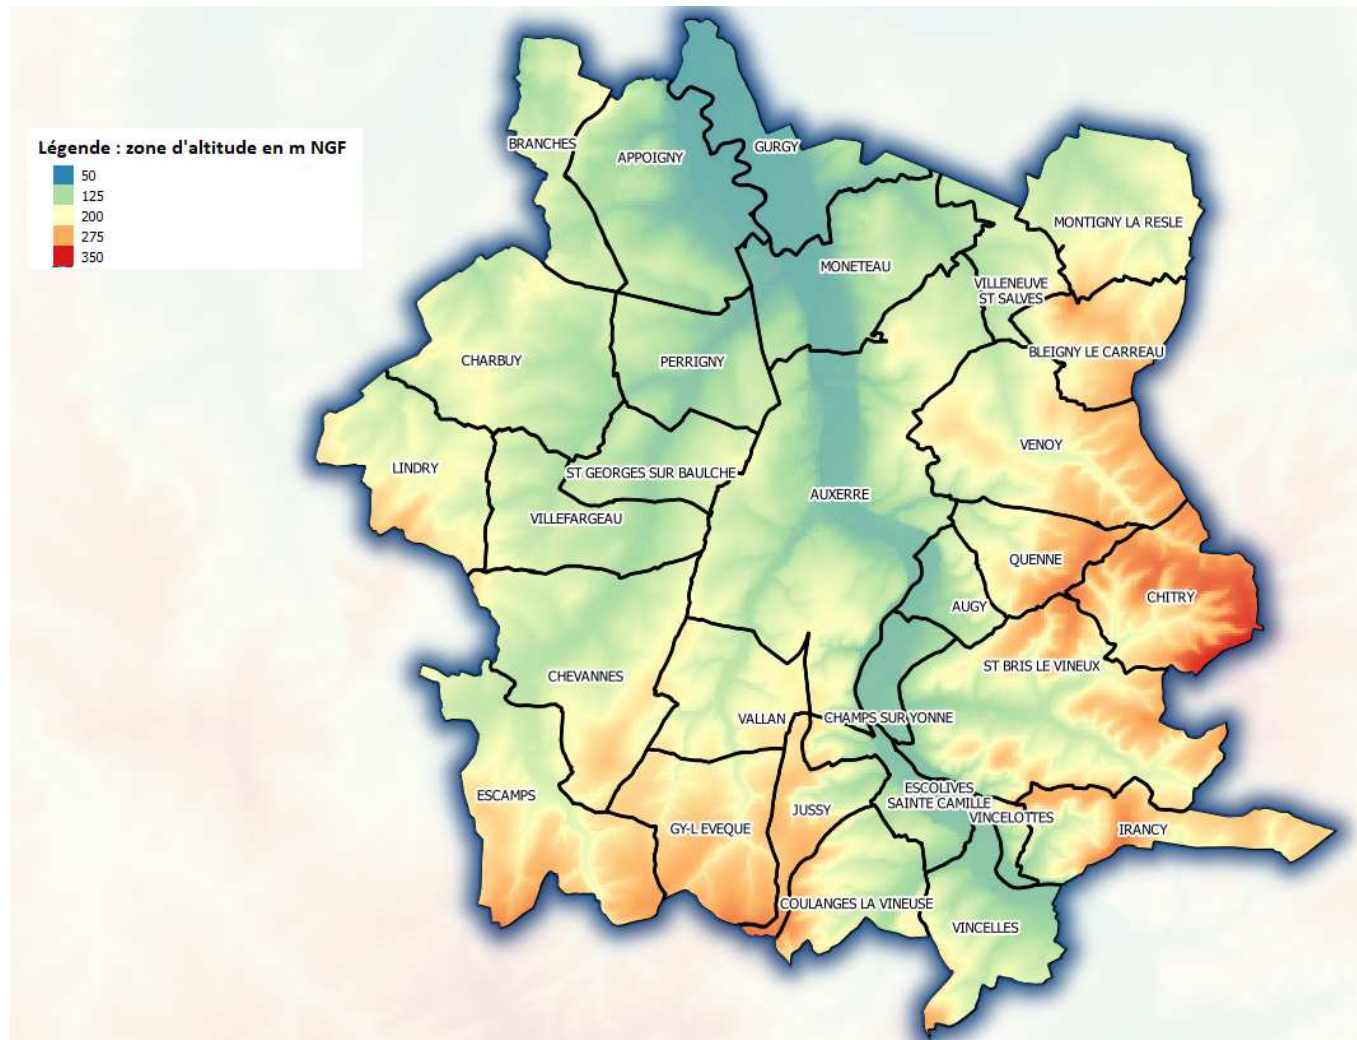 Légende : zone d'altitude en m NGF
50
125
200
275
350
BRANCHES
APPOIGNY
GURGY
MONTIGNY LA RESLE
MONETEAU
VILLENEUVE
ST SALVES
CHARBUY
PERRIGNY
BLEIGNY LE CARREAU
VENOY
LINDRY
ST GEORGES SUR BAULCHE
AUXERRE
VILLEFARGEAU
QUENNE
CHITRY
AUGY
ST BRIS LE VINEUX
CHEVANNES
VALLAN
CHAMPS SUR YONNE
ESCAMPS
ESCOLIVES
SAINTE CAMILLE
JUSSY
VINCELOTTES
GY-L EVEQUE
IRANCY
COULANGES LA VINEUSE
VINCELLES